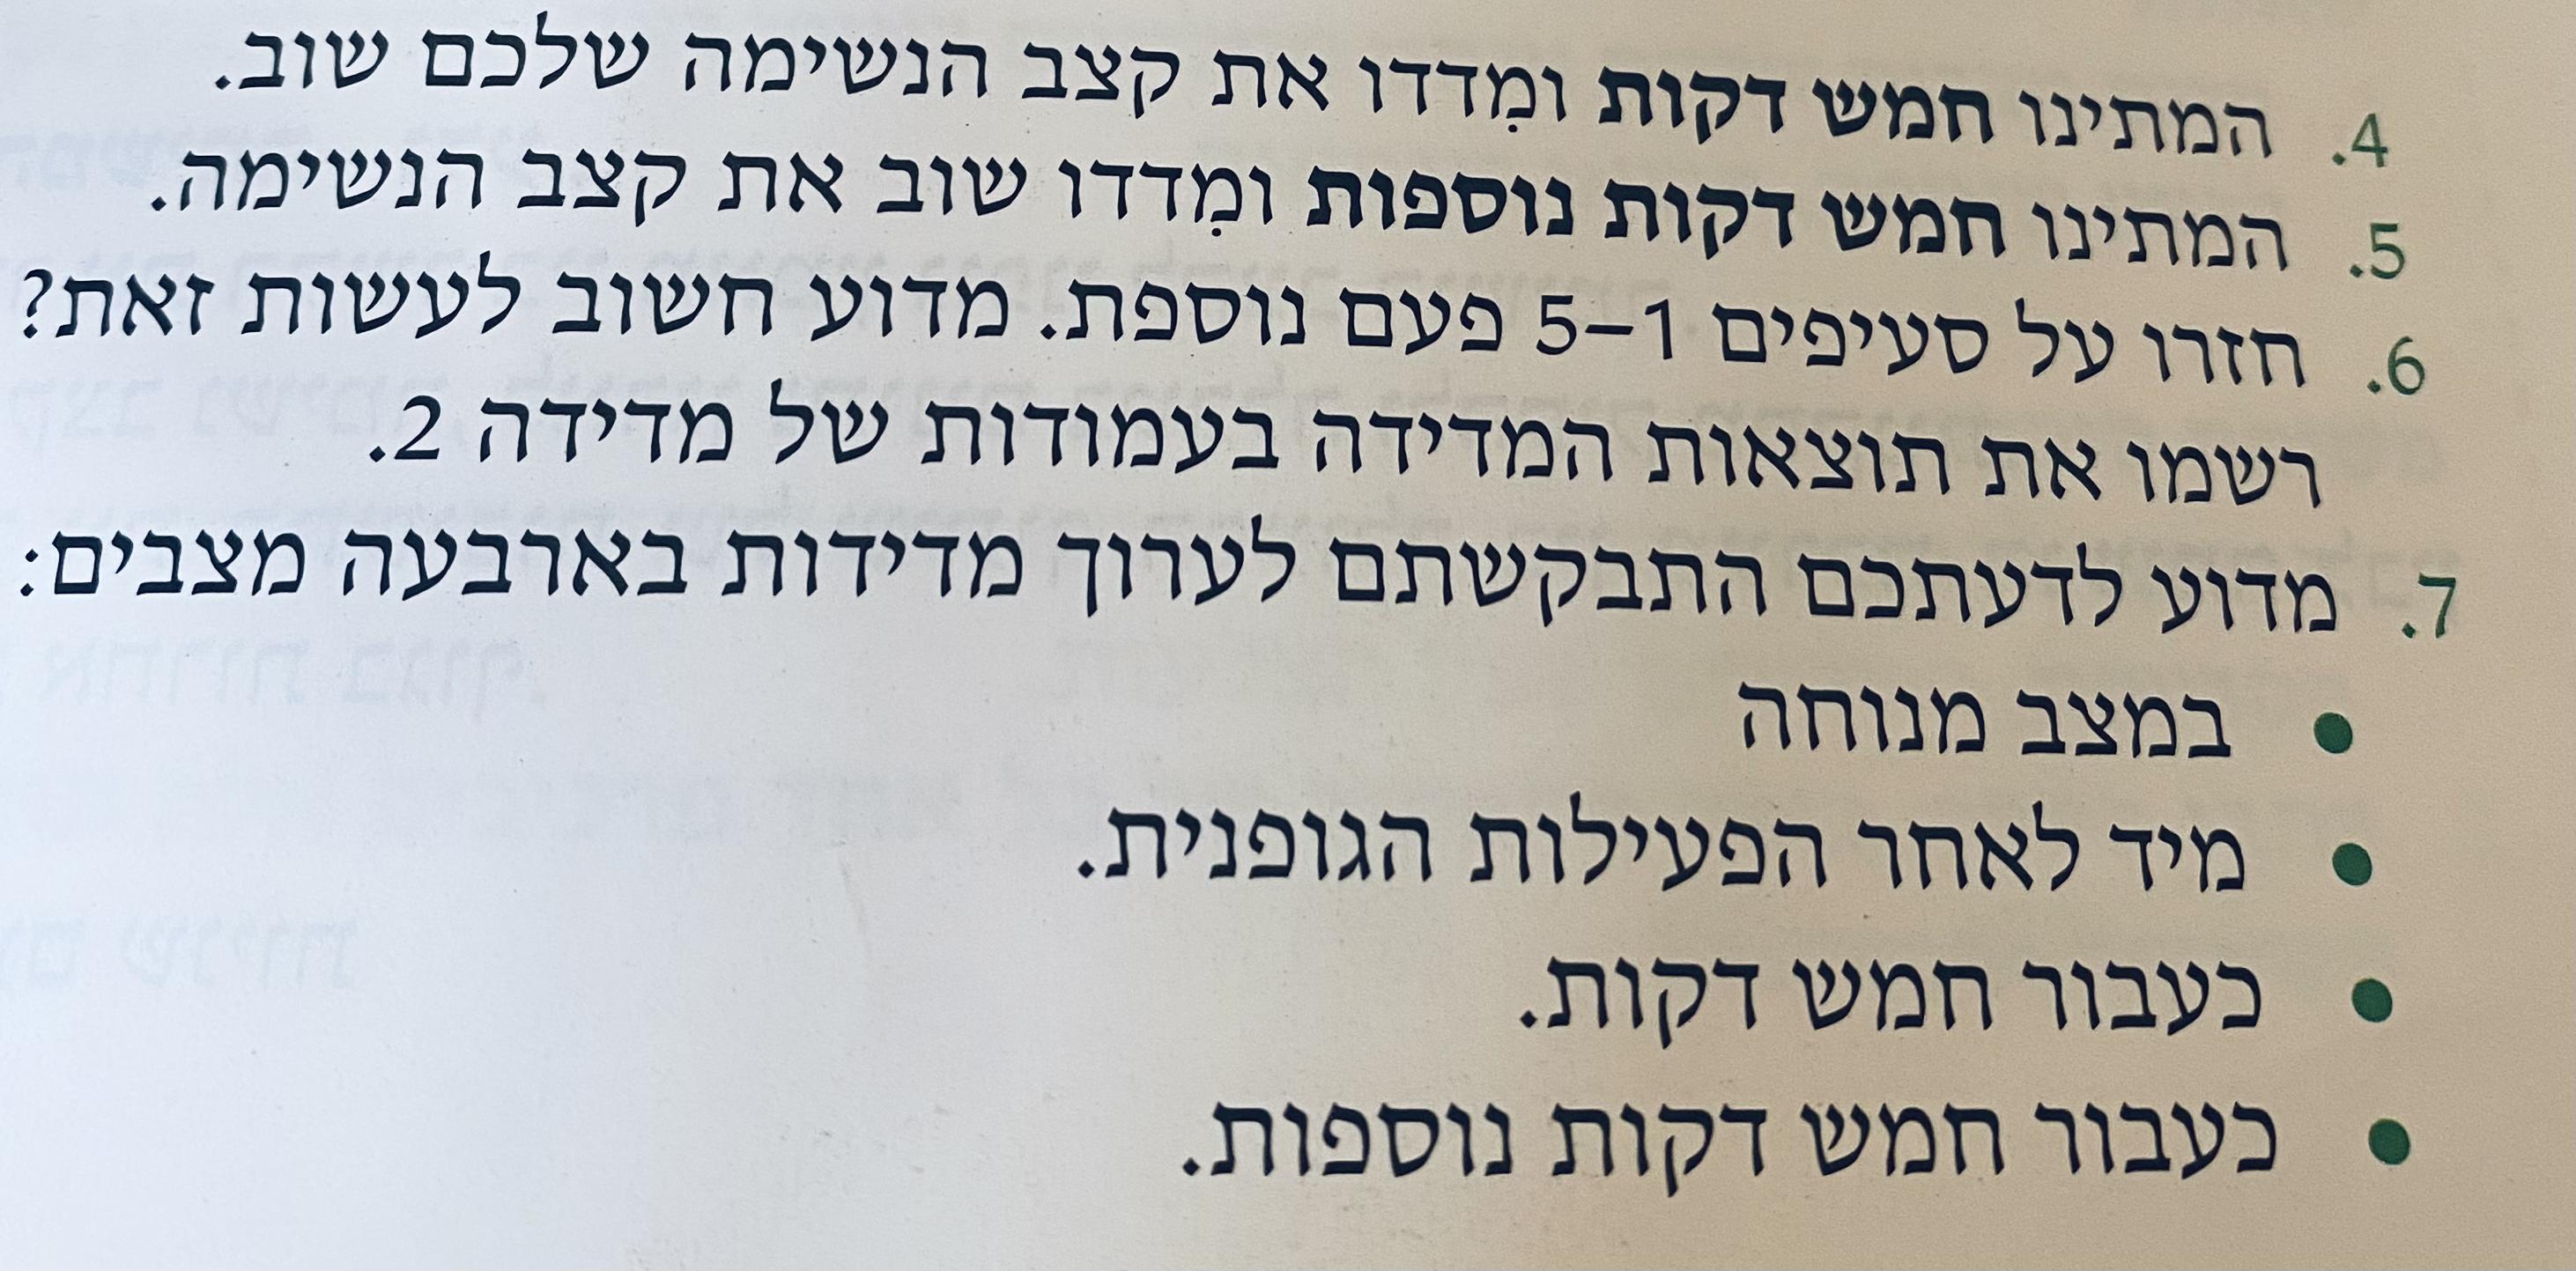 4. המתינו חמש דקות ומִדדו את קצב הנשימה שלכם שוב.
5. המתינו חמש דקות נוספות ומִדדו שוב את קצב הנשימה.
6. חזרו על סעיפים 1–5 פעם נוספת. מדוע חשוב לעשות זאת?
רשמו את תוצאות המדידה בעמודות של מדידה 2.
7. מדוע לדעתכם התבקשתם לערוך מדידות בארבעה מצבים:
● במצב מנוחה
● מיד לאחר הפעילות הגופנית.
● כעבור חמש דקות.
● כעבור חמש דקות נוספות.